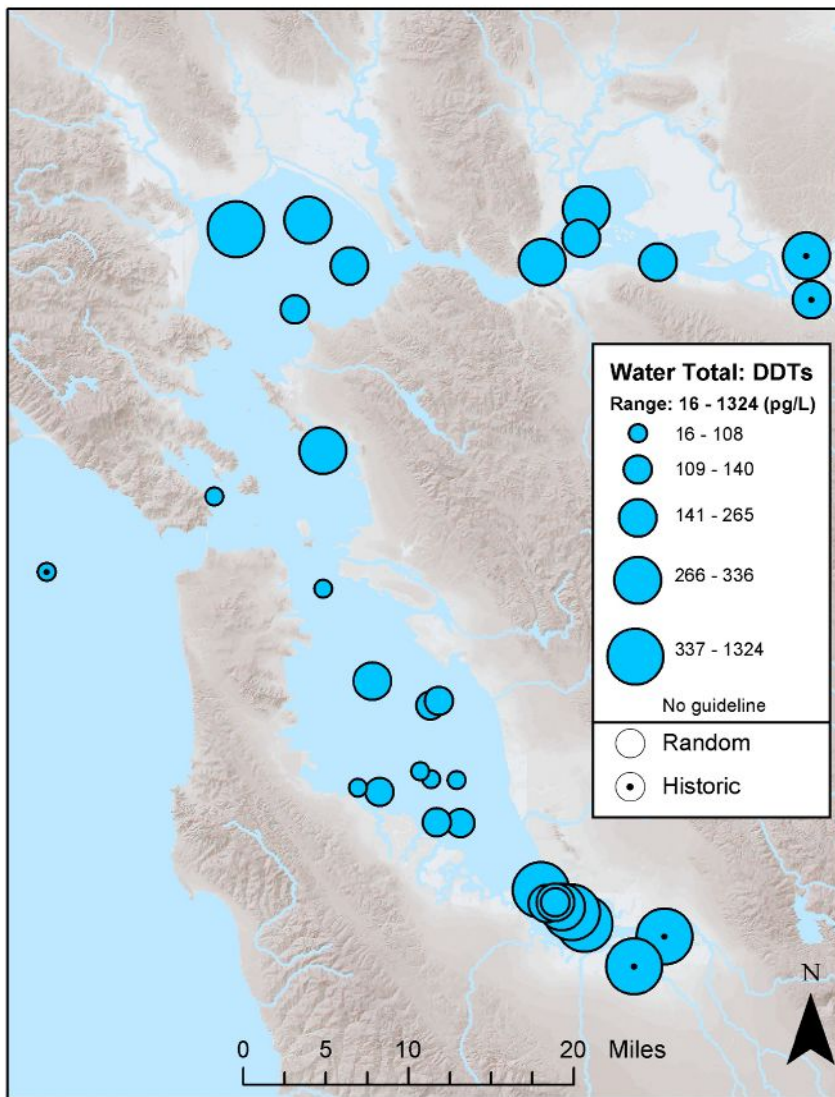 Water Total: DDTs
Range: 16 - 1324 (pg/L)
16 - 108
109 - 140
141 - 265
266 - 336
337 - 1324
No guideline
Random
Historic
N
0 5 10 20 Miles